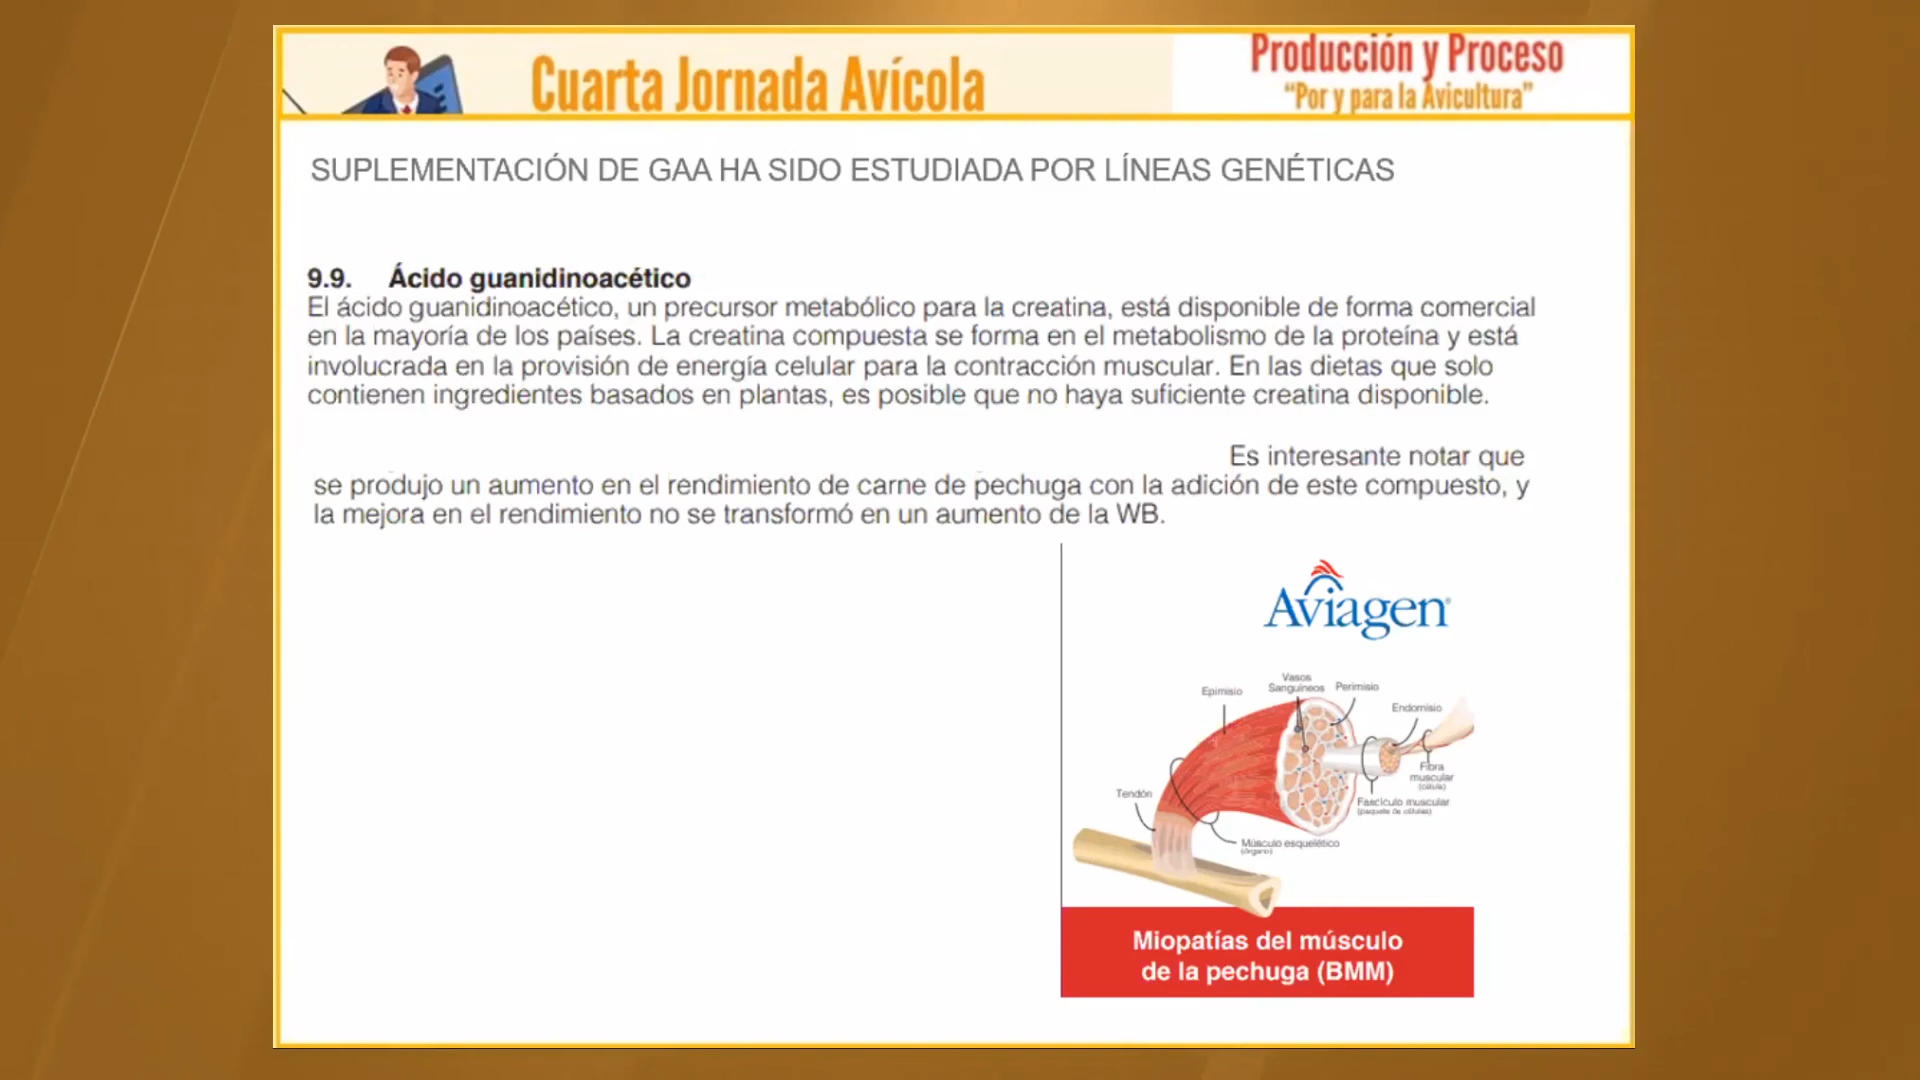 Cuarta Jornada Avícola
Producción y Proceso
“Por y para la Avicultura”
SUPLEMENTACIÓN DE GAA HA SIDO ESTUDIADA POR LÍNEAS GENÉTICAS
9.9. Ácido guanidinoacético
El ácido guanidinoacético, un precursor metabólico para la creatina, está disponible de forma comercial
en la mayoría de los países. La creatina compuesta se forma en el metabolismo de la proteína y está
involucrada en la provisión de energía celular para la contracción muscular. En las dietas que solo
contienen ingredientes basados en plantas, es posible que no haya suficiente creatina disponible.
Es interesante notar que
se produjo un aumento en el rendimiento de carne de pechuga con la adición de este compuesto, y
la mejora en el rendimiento no se transformó en un aumento de la WB.
Aviagen
Vasos
Sanguíneos
Epimisio
Perimisio
Endomisio
Fibra
muscular
(célula)
Tendón
Fascículo muscular
(paquete de células)
Músculo esquelético
(órgano)
Miopatías del músculo
de la pechuga (BMM)